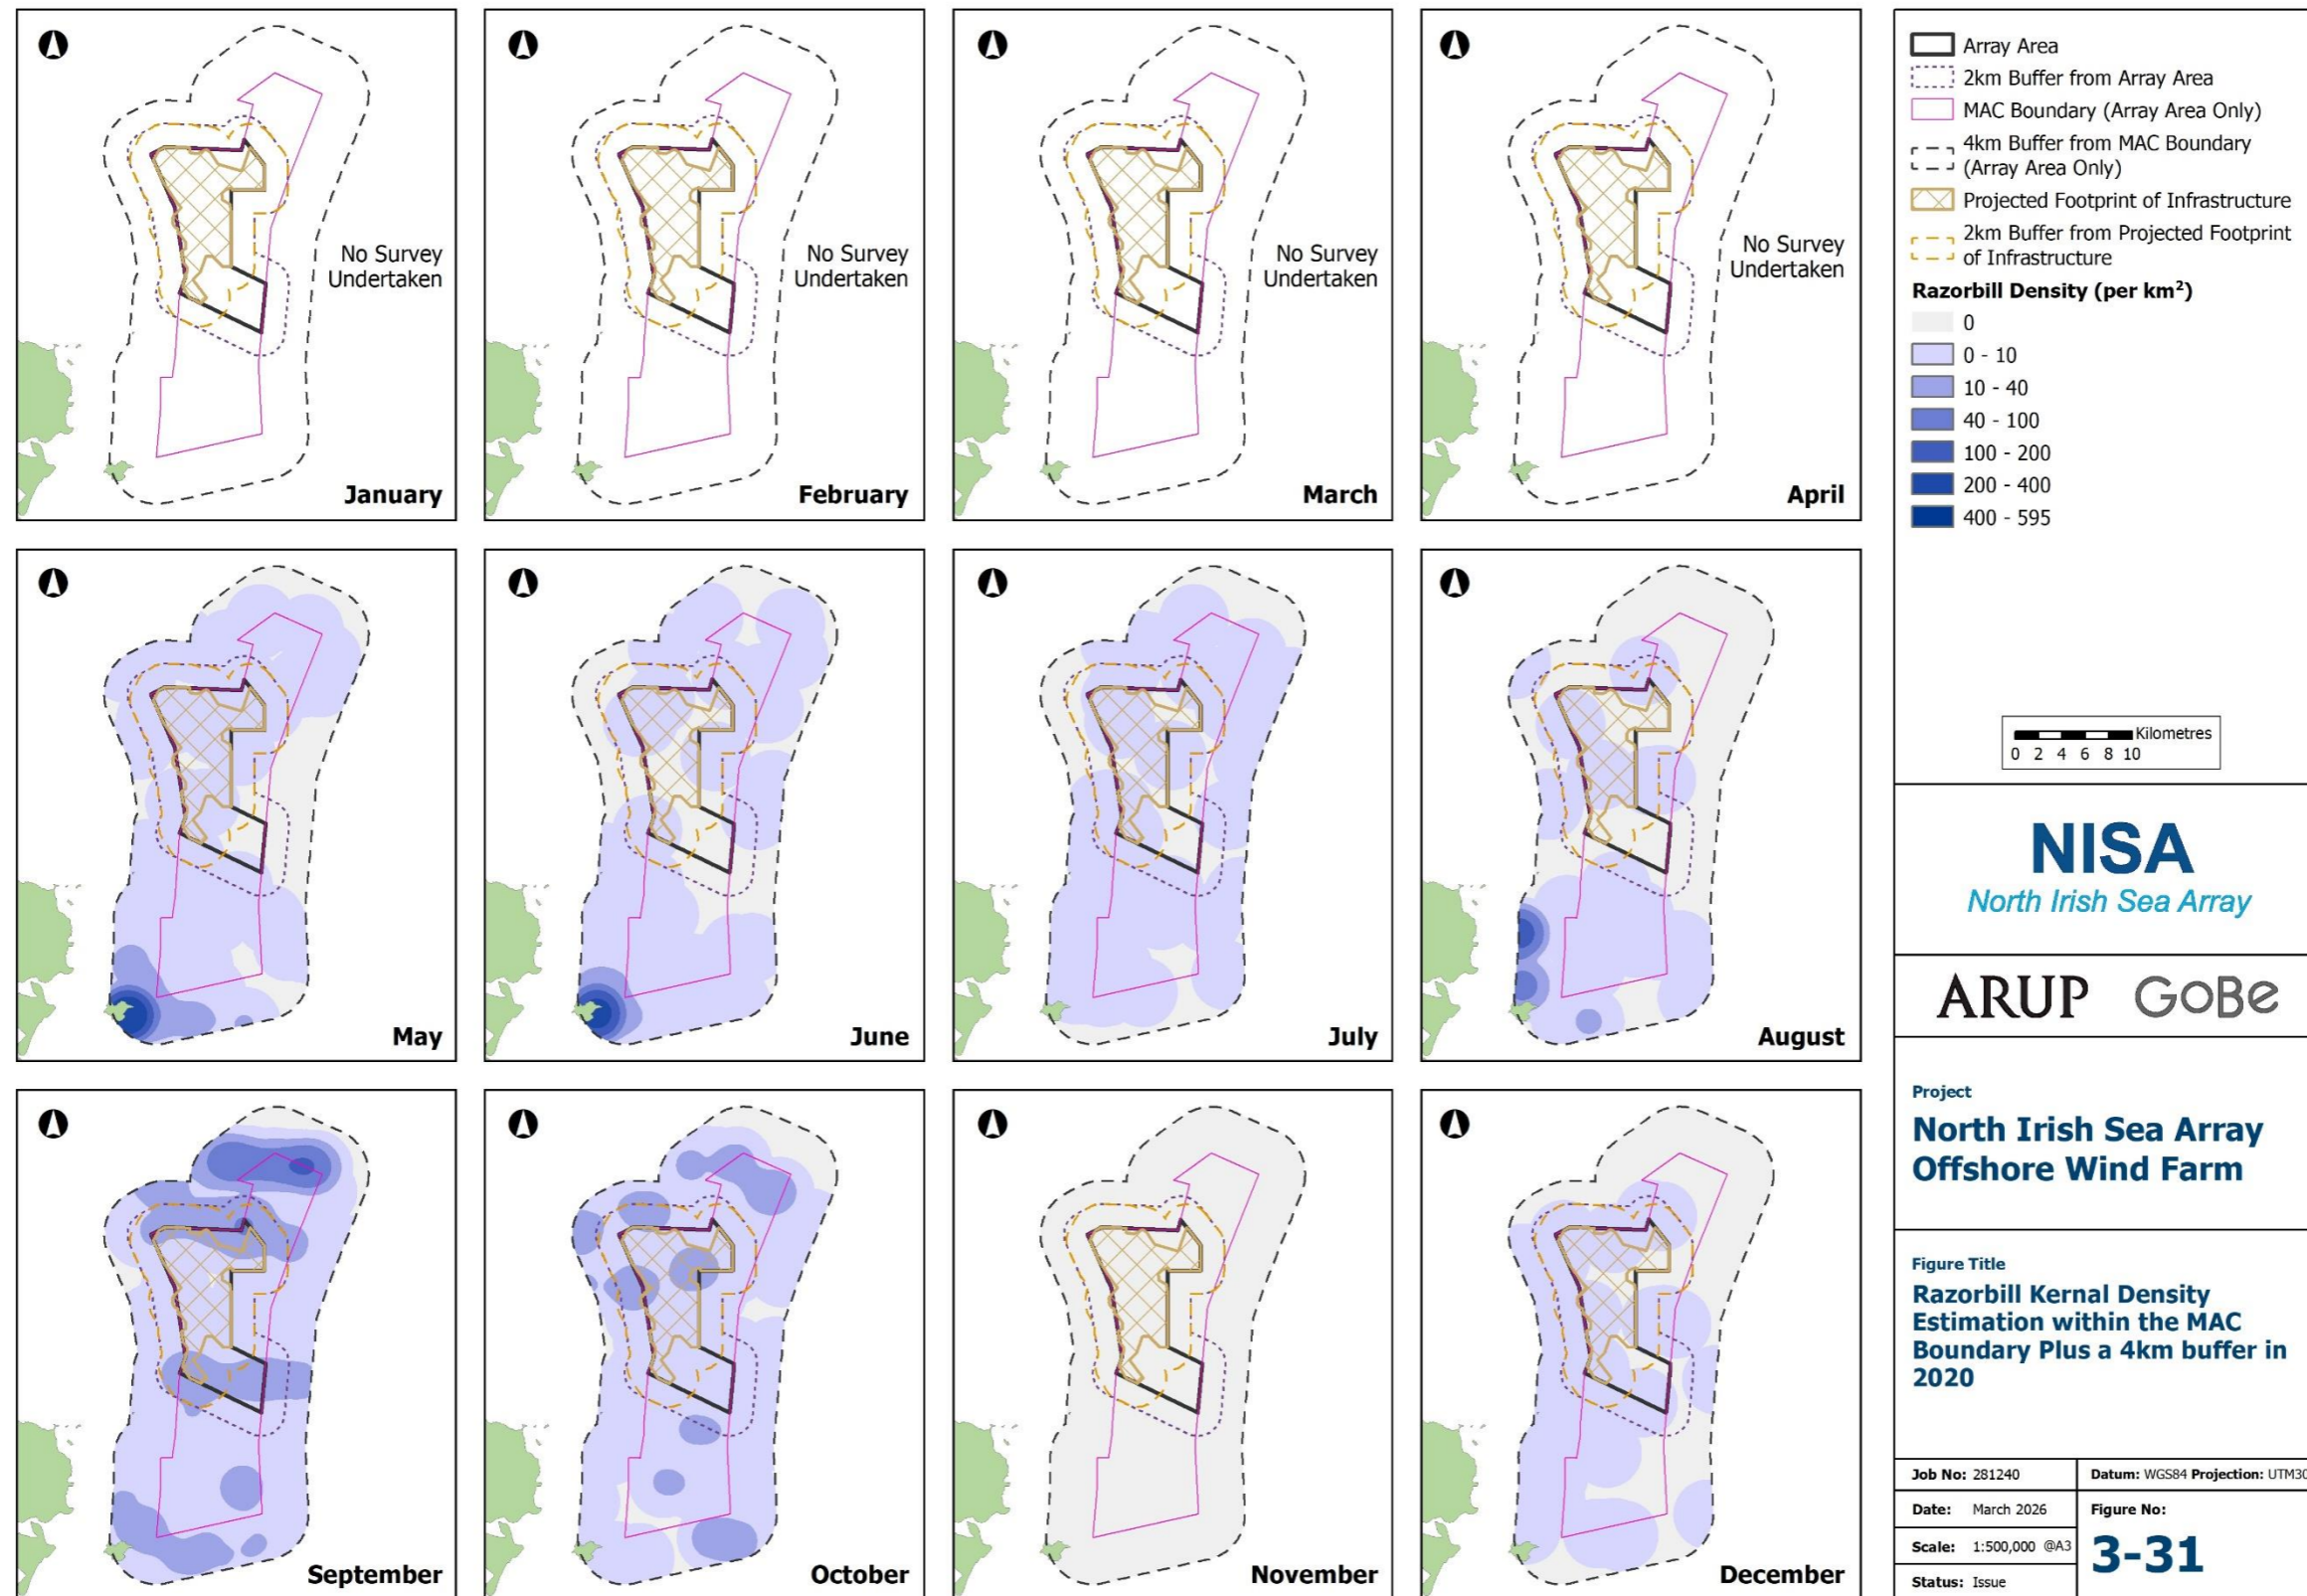 No Survey
Undertaken
January
No Survey
Undertaken
February
No Survey
Undertaken
March
No Survey
Undertaken
April
May
June
July
August
September
October
November
December
Array Area
2km Buffer from Array Area
MAC Boundary (Array Area Only)
4km Buffer from MAC Boundary
(Array Area Only)
Projected Footprint of Infrastructure
2km Buffer from Projected Footprint
of Infrastructure
Razorbill Density (per km²)
0
0 - 10
10 - 40
40 - 100
100 - 200
200 - 400
400 - 595
Kilometres
0 2 4 6 8 10
NISA
North Irish Sea Array
ARUP GoBe
Project
North Irish Sea Array
Offshore Wind Farm
Figure Title
Razorbill Kernal Density
Estimation within the MAC
Boundary Plus a 4km buffer in
2020
Job No: 281240
Datum: WGS84 Projection: UTM30
Date: March 2026
Figure No:
Scale: 1:500,000 @A3
3-31
Status: Issue